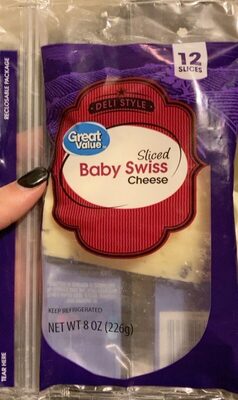 RECLOSABLE PACKAGE
12
SLICES
DELI STYLE
Great
Value
Sliced
Baby Swiss
Cheese
KEEP REFRIGERATED
NET WT 8 OZ (226g)
TEAR HERE